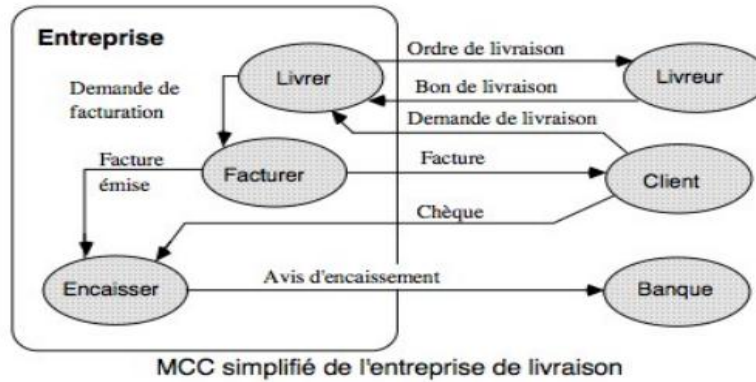 Entreprise
Ordre de livraison
Livrer
Livreur
Demande de
facturation
Bon de livraison
Demande de livraison
Facture
émise
Facturer
Facture
Client
Chèque
Encaisser
Avis d'encaissement
Banque
MCC simplifié de l'entreprise de livraison